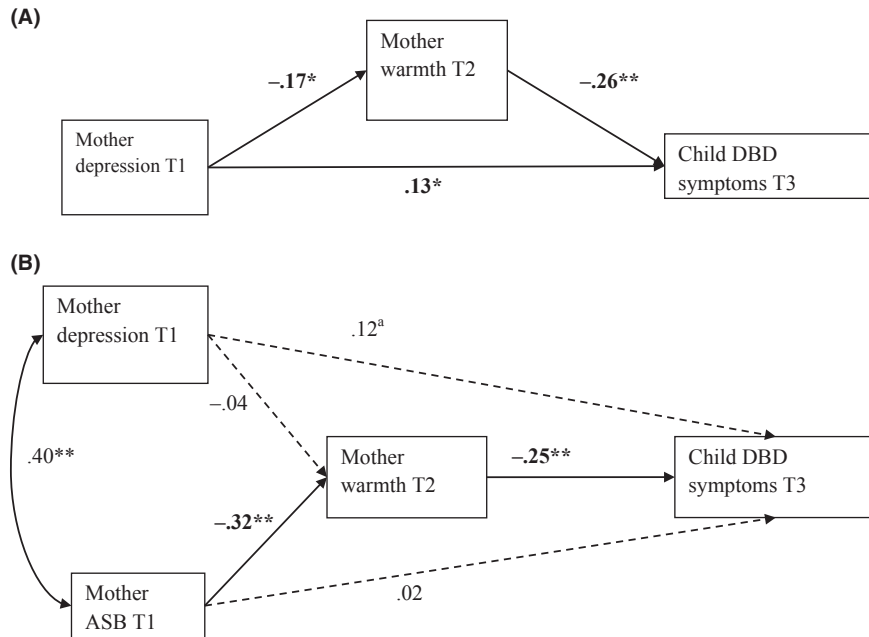 (A)
Mother
warmth T2
–.17*
–.26**
Mother
depression T1
Child DBD
symptoms T3
.13*
(B)
Mother
depression T1
.12ᵃ
–.04
.40**
Mother
warmth T2
–.25**
Child DBD
symptoms T3
–.32**
.02
Mother
ASB T1